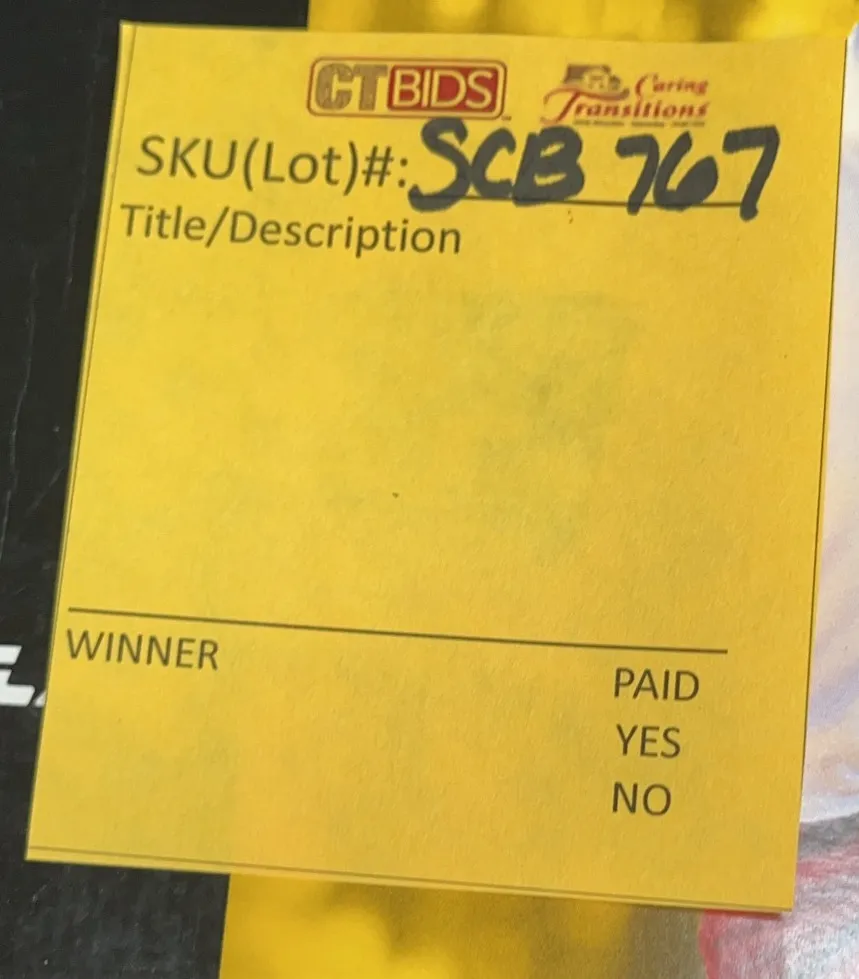 CTBIDS
Caring
Transitions
SKU(Lot)#: SCB 767
Title/Description
WINNER
PAID
YES
NO